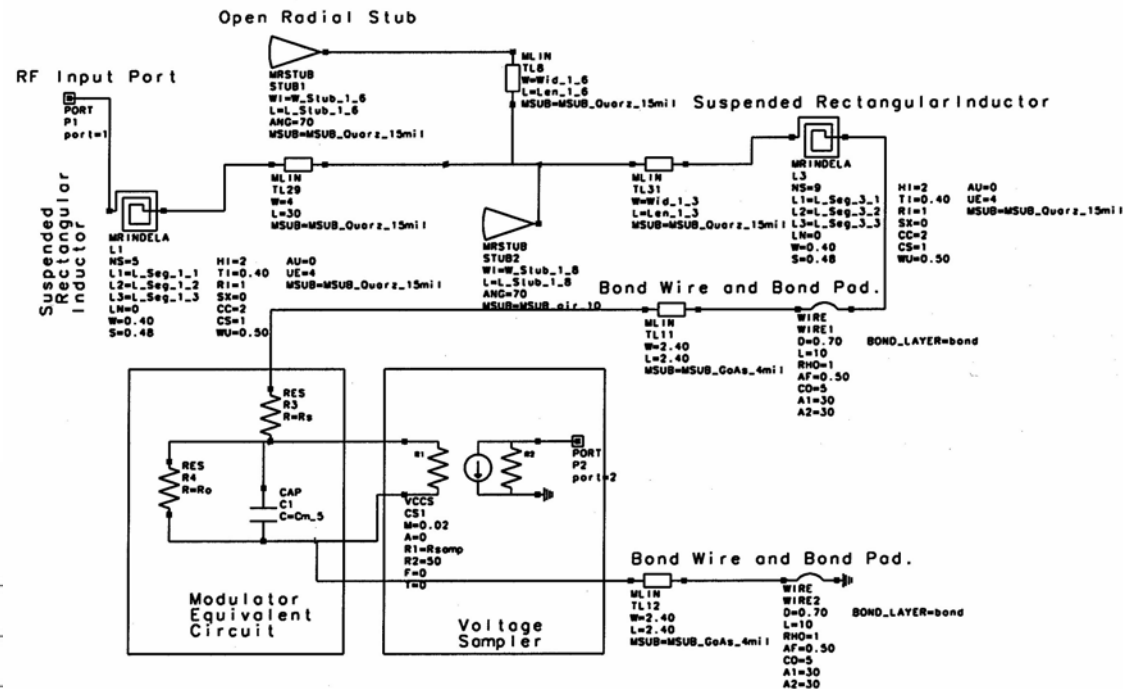 Open Radial Stub
RF Input Port
PORT
P1
port=1
MRSTUB
STUB1
WI=W_Stub_1_6
L=L_Stub_1_6
ANG=70
MSUB=MSUB_Quarz_15mil
MLIN
TL8
W=Wid_1_6
L=Len_1_6
MSUB=MSUB_Quarz_15mil
Suspended RectangularInductor
MLIN
TL29
W=4
L=30
MSUB=MSUB_Quarz_15mil
MRSTUB
STUB2
WI=W_Stub_1_8
L=L_Stub_1_8
ANG=70
MSUB=MSUB_air_10
MLIN
TL31
W=Wid_1_3
L=Len_1_3
MSUB=MSUB_Quarz_15mil
MRINDELA
L3
NS=9
L1=L_Seg_3_1
L2=L_Seg_3_2
L3=L_Seg_3_3
LN=0
W=0.40
S=0.48
HI=2
TI=0.40
RI=1
SX=0
CC=2
CS=1
WU=0.50
AU=0
UE=4
MSUB=MSUB_Quarz_15mil
Suspended
Rectangular
Inductor
MRINDELA
L1
NS=5
L1=L_Seg_1_1
L2=L_Seg_1_2
L3=L_Seg_1_3
LN=0
W=0.40
S=0.48
HI=2
TI=0.40
RI=1
SX=0
CC=2
CS=1
WU=0.50
AU=0
UE=4
MSUB=MSUB_Quarz_15mil
Bond Wire and Bond Pad.
MLIN
TL11
W=2.40
L=2.40
MSUB=MSUB_GaAs_4mil
WIRE
WIRE1
D=0.70
L=10
RHO=1
AF=0.50
CO=5
A1=30
A2=30
BOND_LAYER=bond
RES
R3
R=Rs
RES
R4
R=Ro
CAP
C1
C=Cm_5
R1
R2
PORT
P2
port=2
VCCS
CS1
M=0.02
A=0
R1=Rsamp
R2=50
F=0
T=0
Modulator
Equivalent
Circuit
Voltage
Sampler
Bond Wire and Bond Pad.
MLIN
TL12
W=2.40
L=2.40
MSUB=MSUB_GaAs_4mil
WIRE
WIRE2
D=0.70
L=10
RHO=1
AF=0.50
CO=5
A1=30
A2=30
BOND_LAYER=bond